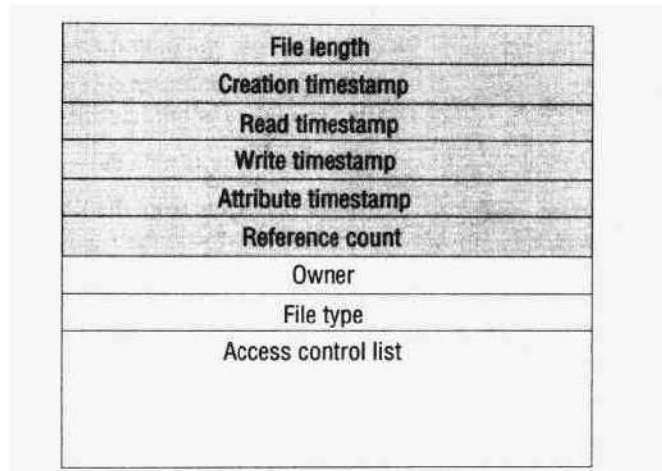 File length
Creation timestamp
Read timestamp
Write timestamp
Attribute timestamp
Reference count
Owner
File type
Access control list